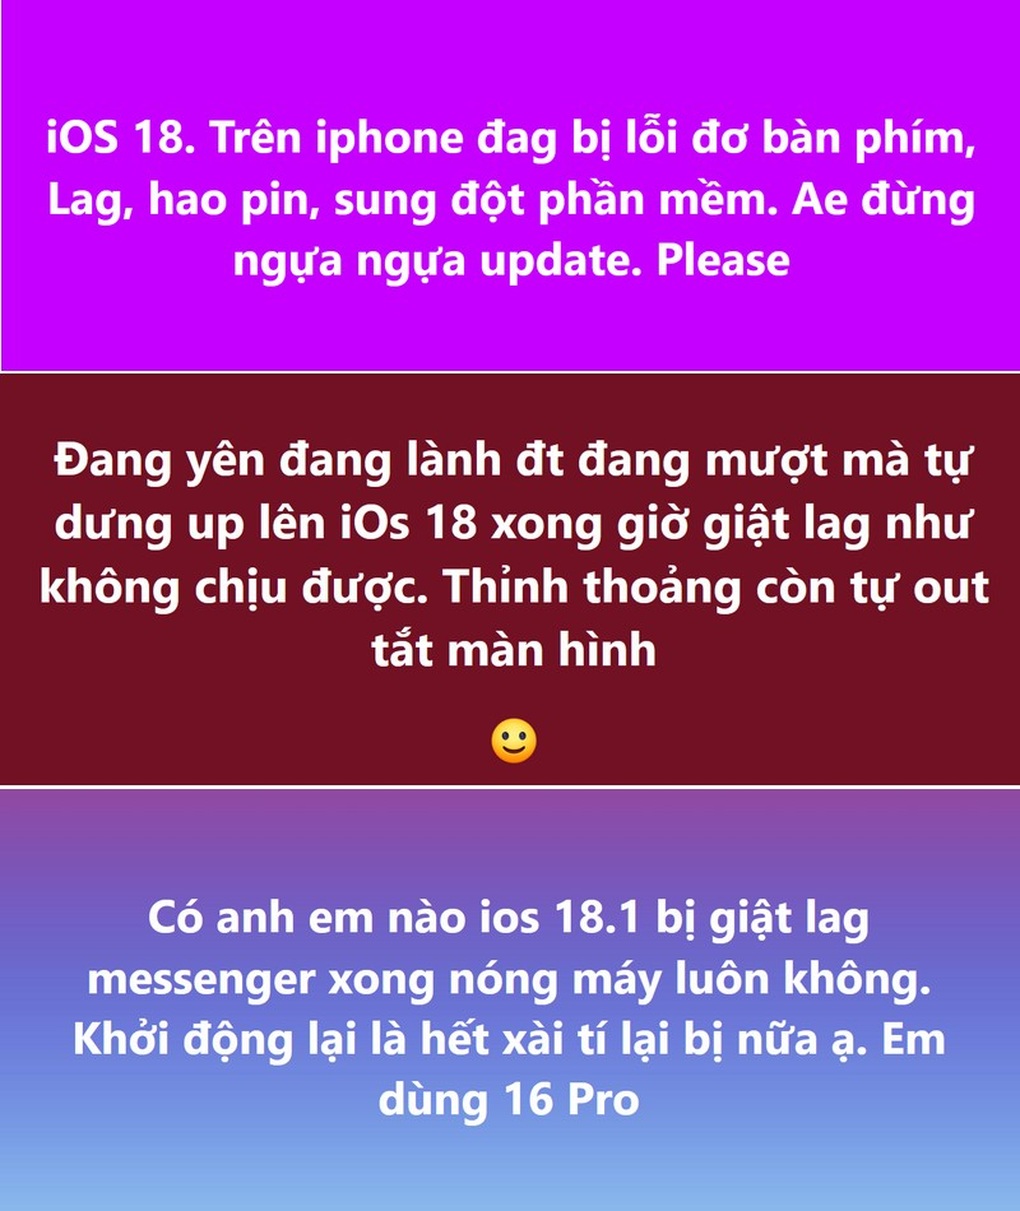 iOS 18. Trên iphone đag bị lỗi đơ bàn phím,
Lag, hao pin, sung đột phần mềm. Ae đừng
ngựa ngựa update. Please
Đang yên đang lành đt đang mượt mà tự
dưng up lên iOs 18 xong giờ giật lag như
không chịu được. Thỉnh thoảng còn tự out
tắt màn hình
🙂
Có anh em nào ios 18.1 bị giật lag
messenger xong nóng máy luôn không.
Khởi động lại là hết xài tí lại bị nữa ạ. Em
dùng 16 Pro